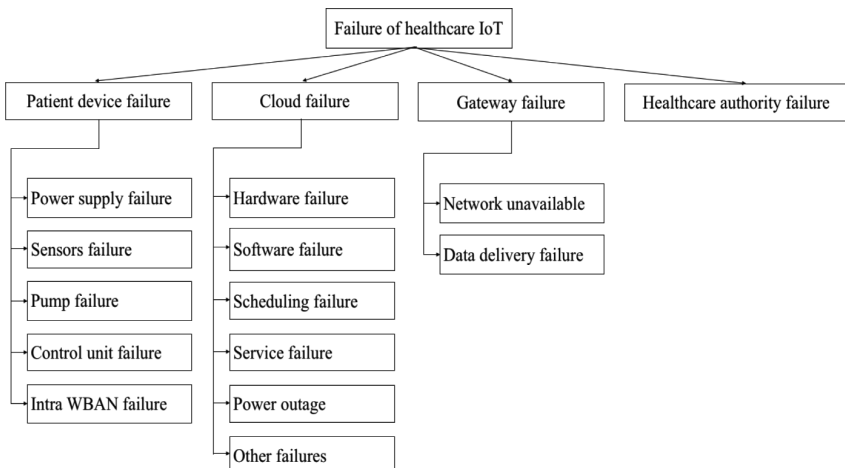 Failure of healthcare IoT
Patient device failure
Cloud failure
Gateway failure
Healthcare authority failure
Power supply failure
Sensors failure
Pump failure
Control unit failure
Intra WBAN failure
Hardware failure
Software failure
Scheduling failure
Service failure
Power outage
Other failures
Network unavailable
Data delivery failure